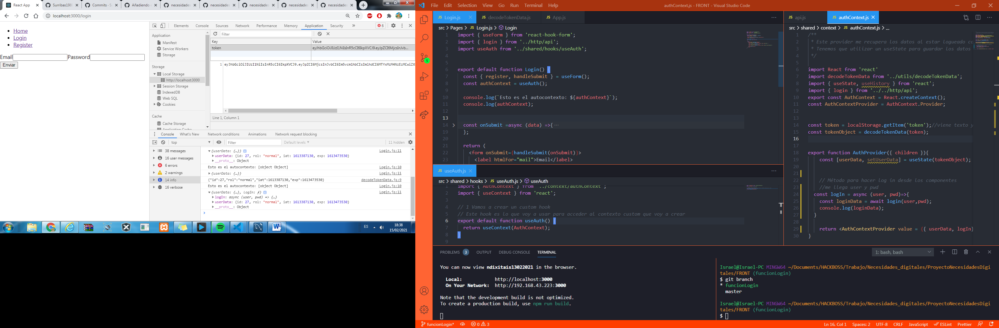 React App
Surribas198
Commits · S
Añadiendo
necesidades
necesidades
necesidades
necesidades
necesidades
localhost:3000/login
Home
Login
Register
Email Password
Enviar
Elements Console Sources Network Performance Memory Application Security » 6
Application
Manifest
Service Workers
Storage
Storage
Local Storage
http://localhost:3000
Session Storage
IndexedDB
Web SQL
Cookies
Cache
Cache Storage
Application Cache
Filter
Key Value
token eyJhbGciOiJIUzI1NiIsInR5cCI6IkpXVCJ9.eyJpZCI6MjcsInJvb...
1 eyJhbGciOiJIUzI1NiIsInR5cCI6IkpXVCJ9.eyJpZCI6MjcsInJvbCI6Im5vcm1hbCIsImlhdCI6MTYxMzM4NzEzMCwiZX
Line 1, Column 1
Console What's New Network conditions Animations Network request blocking
top Filter Default levels ▼ 11 hidden
38 messages
16 user messages
6 errors
2 warnings
14 info
16 verbose
{userData: {…}} Login.js:11
userData: {id: 27, rol: "normal", iat: 1613387130, exp: 1613473530}
__proto__: Object
Esto es el autocontexto: [object Object] Login.js:10
{userData: {…}} Login.js:11
{"id":27,"rol":"normal","iat":1613387130,"exp":1613473530} decodeTokenData.js:9
Esto es el autocontexto: [object Object] Login.js:10
{userData: {…}, logIn: ƒ} Login.js:11
logIn: async (user, pwd) => {…}
userData: {id: 27, rol: "normal", iat: 1613387130, exp: 1613473530}
__proto__: Object
ES 18:38
15/02/2021
File Edit Selection View Go Run Terminal Help authContext.js - FRONT - Visual Studio Code
JS Login.js JS decodeTokenData.js JS App.js
src > Pages > JS Login.js > Login
1 import { useForm } from 'react-hook-form';
2 import { login } from '../http/api';
3 import useAuth from '../shared/hooks/useAuth';
4
5
6 export default function Login() {
7 const { register, handleSubmit } = useForm();
8 const authContext = useAuth();
9
10 console.log(`Esto es el autocontexto: ${authContext}`);
11 console.log(authContext);
12
13
14 const onSubmit =async (data) =>{ ···
19 };
20
21 return (
22 <form onSubmit={handleSubmit(onSubmit)}>
23 <label htmlFor="mail">Email</label>
JS useAuth.js
src > shared > hooks > JS useAuth.js > useAuth
1 import { AuthContext } from '../context/authContext';
2 import { useContext } from 'react';
3
4 // 1 Vamos a crear un custom hook
5 // Este hook es lo que voy a usar para acceder al contexto custom que voy a crear
6 export default function useAuth() {
7 return useContext(AuthContext);
8 }
9
JS api.js JS authContext.js
src > shared > context > JS authContext.js > ...
1 /**
2 * Este provider me recupera los datos al estar logueado co
3 * Tenemos que utilizar un useState para guardar los datos
4 */
5
6 import React from 'react'
7 import decodeTokenData from '../utils/decodeTokenData';
8 import { useState, useHistory } from 'react';
9 import { login } from '../../http/api';
10 export const AuthContext = React.createContext();
11 const AuthContextProvider = AuthContext.Provider;
12
13
14 const token = localStorage.getItem('token');//viene texto y
15 const tokenObject = decodeTokenData(token);
16
17
18 export function AuthProvider({ children }){
19 const [userData, setUserData] = useState(tokenObject);
20
21
22 // Método para hacer log in desde los componentes
23 //me llega user y pwd
24 const logIn = async (user, pwd)=>{
25 const loginData = await login(user,pwd);
26 console.log(loginData);
27 }
28
29 return <AuthContextProvider value = {{ userData, logIn}
30 }
PROBLEMS 3 OUTPUT DEBUG CONSOLE TERMINAL 1: bash, bash
You can now view ndixitais13022021 in the browser.
Local: http://localhost:3000
On Your Network: http://192.168.43.223:3000
Note that the development build is not optimized.
To create a production build, use npm run build.
Israel@Israel-PC MINGW64 ~/Documents/HACKBOSS/Trabajo/Necesidades_digitales/ProyectoNecesidadesDigi
tales/FRONT (funcionLogin)
$ git branch
* funcionLogin
master
Israel@Israel-PC MINGW64 ~/Documents/HACKBOSS/Trabajo/Necesidades_digitales/ProyectoNecesidadesDigi
tales/FRONT (funcionLogin)
$
funcionLogin* 0 3 Ln 16, Col 1 Spaces: 2 UTF-8 CRLF JavaScript ESLint Prettier